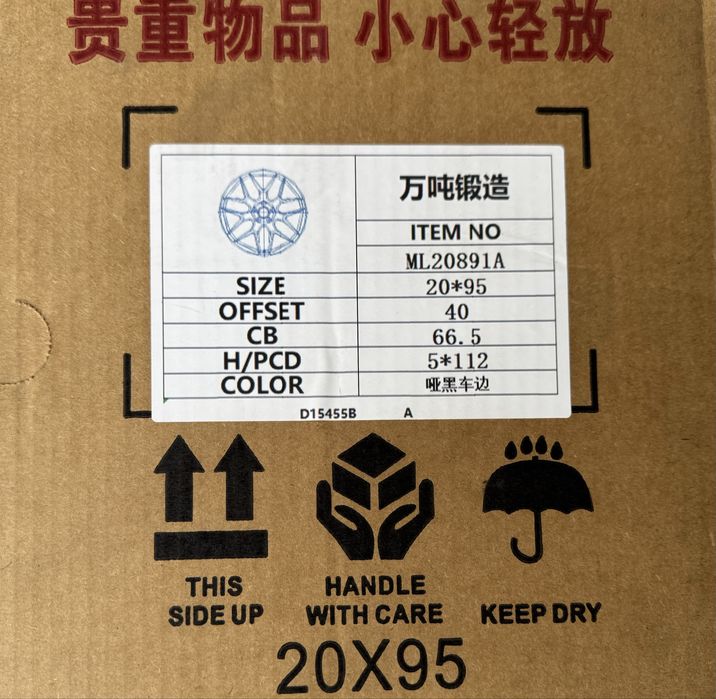 贵重物品 小心轻放
万吨锻造
ITEM NO
ML20891A
SIZE 20*95
OFFSET 40
CB 66.5
H/PCD 5*112
COLOR 哑黑车边
D15455B A
THIS SIDE UP
HANDLE WITH CARE
KEEP DRY
20X95